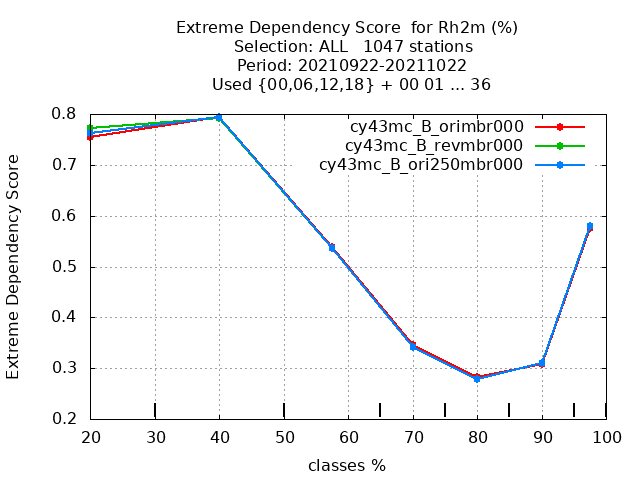 Extreme Dependency Score  for Rh2m (%)
Selection: ALL   1047 stations
Period: 20210922-20211022
Used {00,06,12,18} + 00 01 ... 36
cy43mc_B_orimbr000
cy43mc_B_revmbr000
cy43mc_B_ori250mbr000
Extreme Dependency Score
0.8
0.7
0.6
0.5
0.4
0.3
0.2
20 30 40 50 60 70 80 90 100
classes %